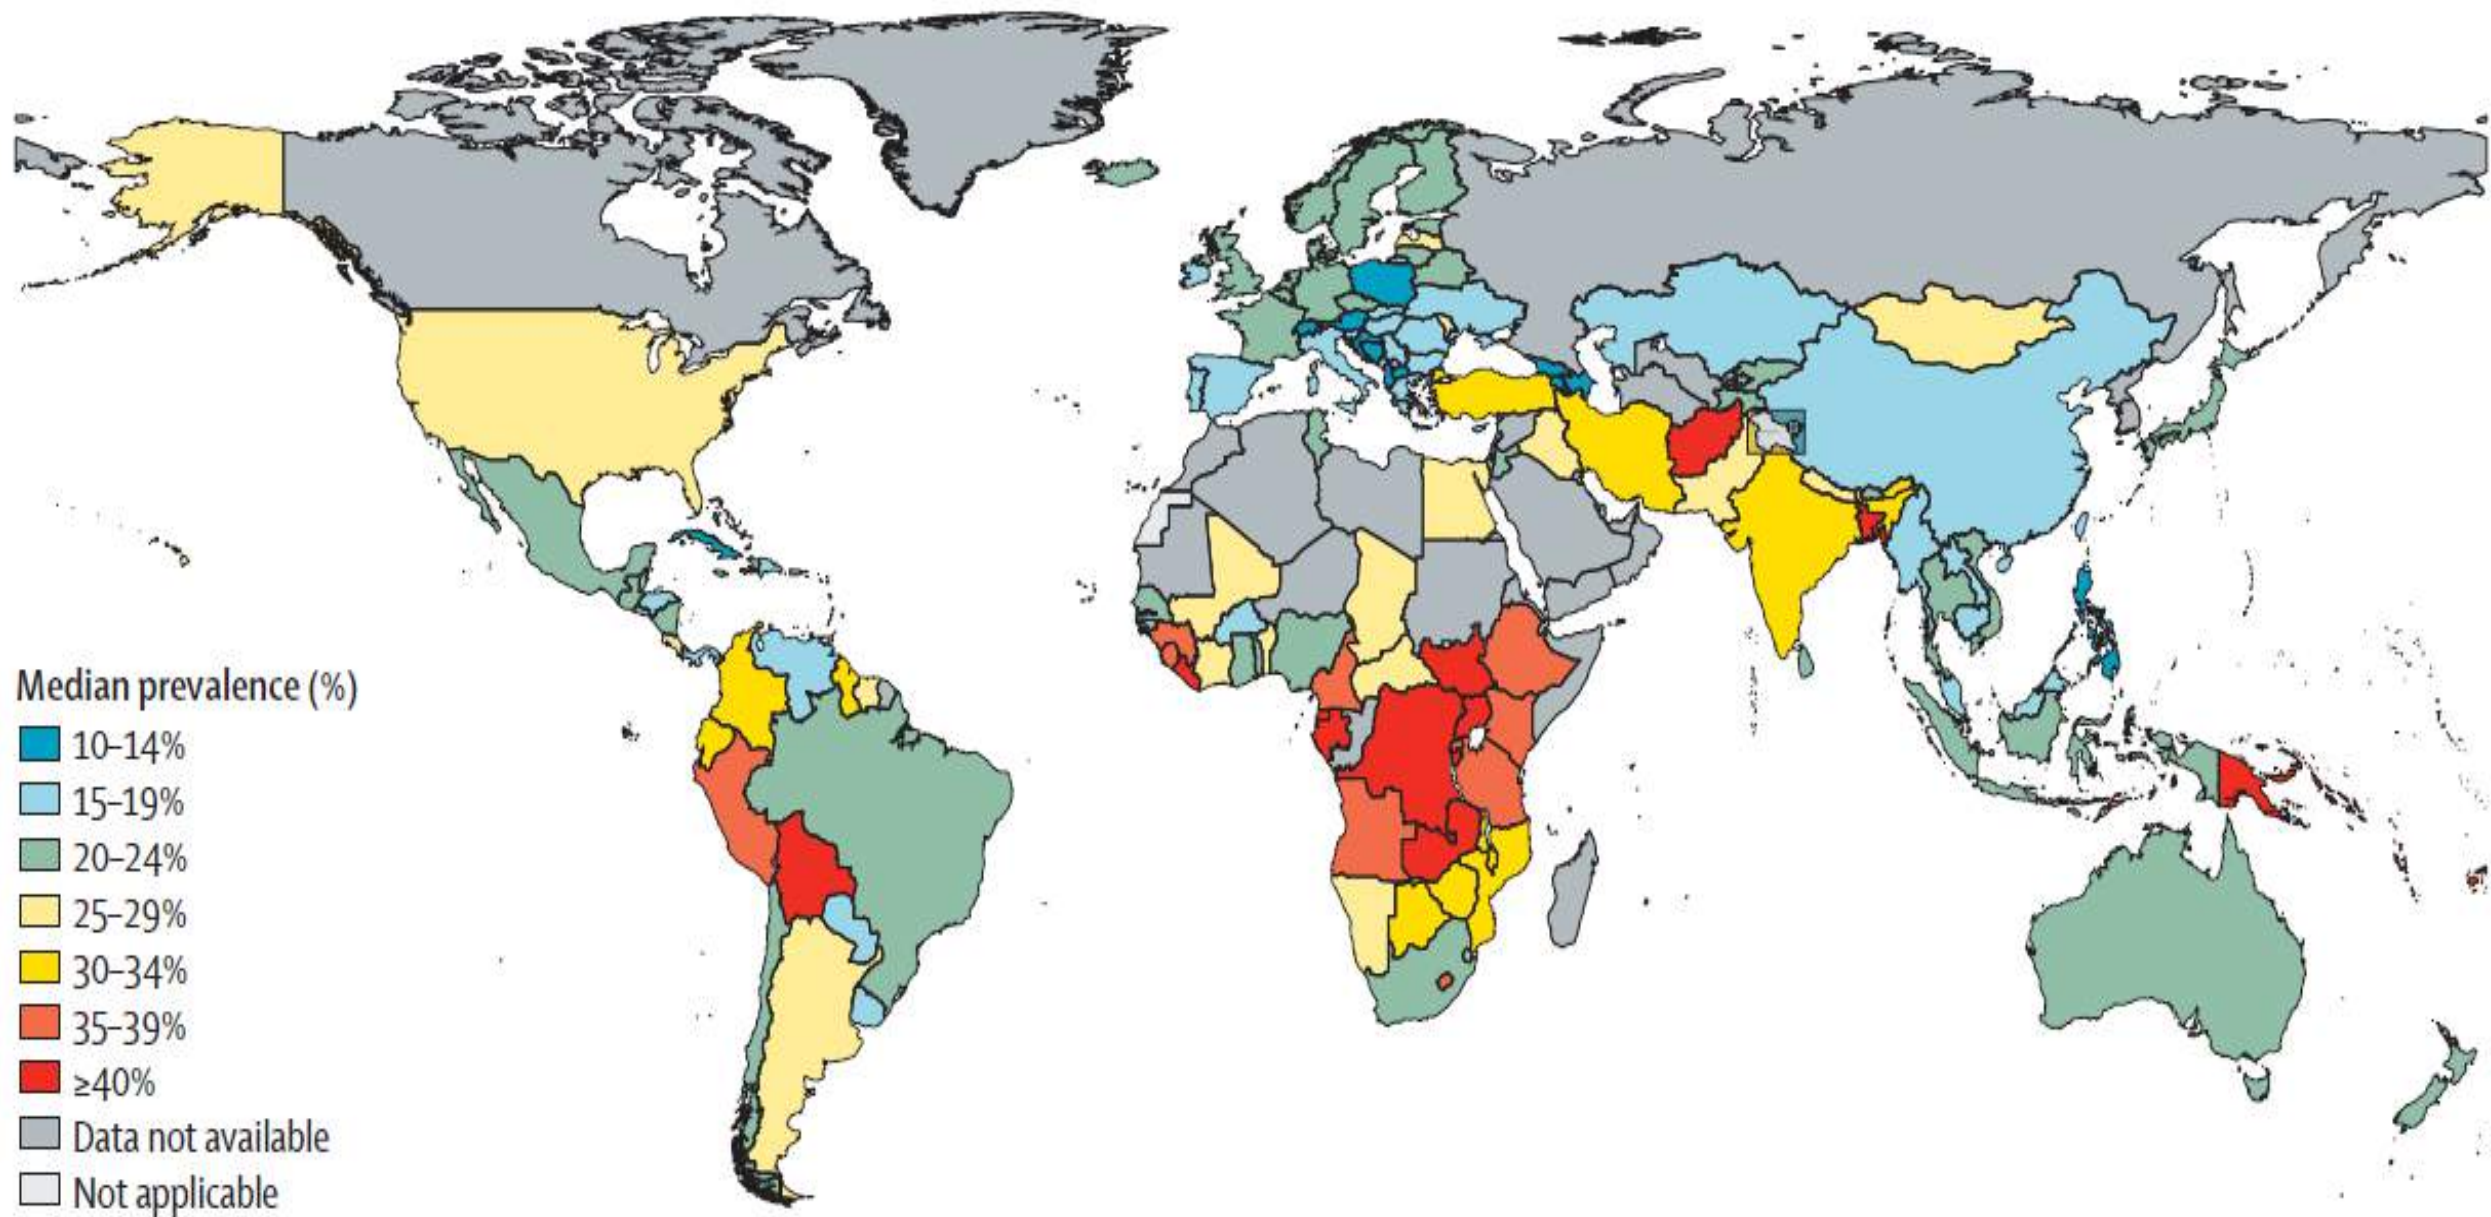 Median prevalence (%)
10–14%
15–19%
20–24%
25–29%
30–34%
35–39%
≥40%
Data not available
Not applicable